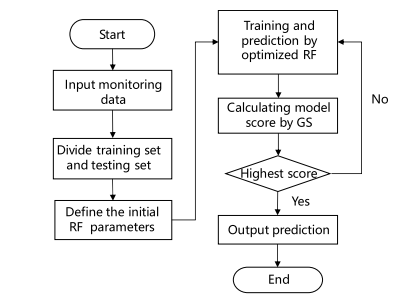 Start
Input monitoring
data
Divide training set
and testing set
Define the initial
RF parameters
Training and
prediction by
optimized RF
Calculating model
score by GS
Highest score
No
Yes
Output prediction
End